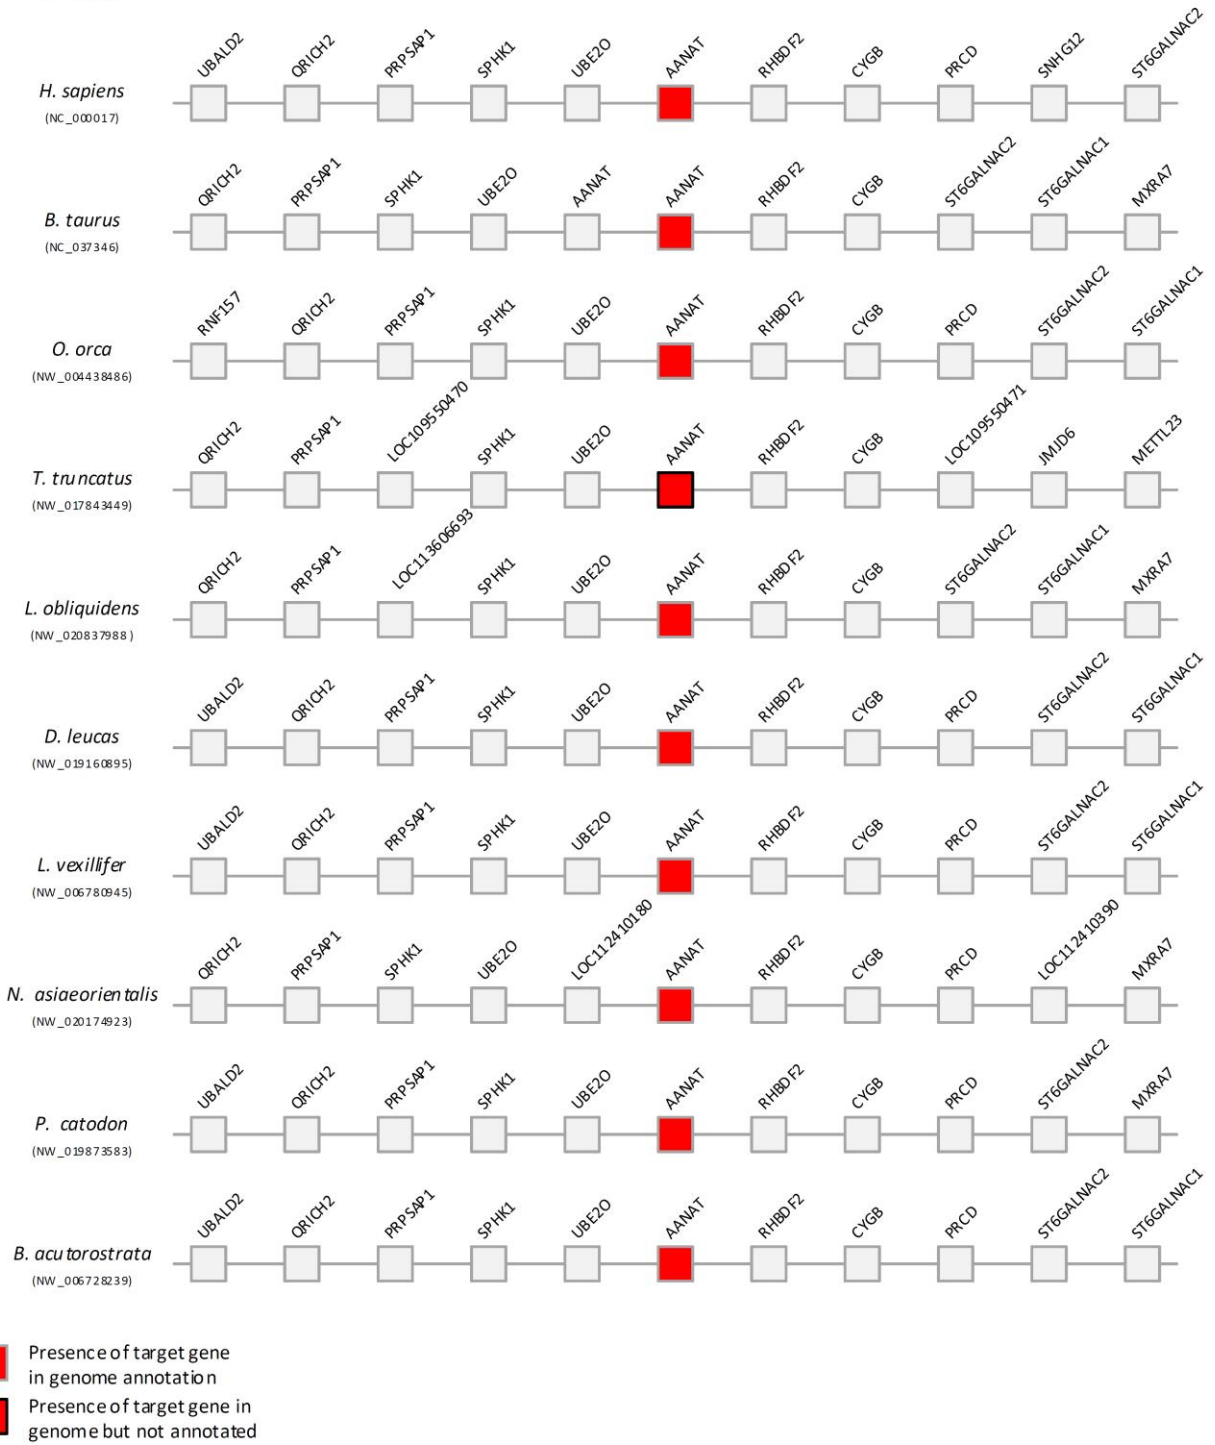 UBALD2 QRICH2 PRPSAP1 SPHK1 UBE2O AANAT RHBDF2 CYGB PRCD SNHG12 ST6GALNAC2
H. sapiens
(NC_000017)
QRICH2 PRPSAP1 SPHK1 UBE2O AANAT AANAT RHBDF2 CYGB ST6GALNAC2 ST6GALNAC1 MXRA7
B. taurus
(NC_037346)
RNF157 QRICH2 PRPSAP1 SPHK1 UBE2O AANAT RHBDF2 CYGB PRCD ST6GALNAC2 ST6GALNAC1
O. orca
(NW_004438486)
QRICH2 PRPSAP1 LOC109550470 SPHK1 UBE2O AANAT RHBDF2 CYGB LOC109550471 JMJD6 METTL23
T. truncatus
(NW_017843449)
QRICH2 PRPSAP1 LOC113606693 SPHK1 UBE2O AANAT RHBDF2 CYGB ST6GALNAC2 ST6GALNAC1 MXRA7
L. obliquidens
(NW_020837988)
UBALD2 QRICH2 PRPSAP1 SPHK1 UBE2O AANAT RHBDF2 CYGB PRCD ST6GALNAC2 ST6GALNAC1
D. leucas
(NW_019160895)
UBALD2 QRICH2 PRPSAP1 SPHK1 UBE2O AANAT RHBDF2 CYGB PRCD ST6GALNAC2 ST6GALNAC1
L. vexillifer
(NW_006780945)
QRICH2 PRPSAP1 SPHK1 UBE2O LOC112410180 AANAT RHBDF2 CYGB PRCD LOC112410390 MXRA7
N. asiaeorientalis
(NW_020174923)
UBALD2 QRICH2 PRPSAP1 SPHK1 UBE2O AANAT RHBDF2 CYGB PRCD ST6GALNAC2 MXRA7
P. catodon
(NW_019873583)
UBALD2 QRICH2 PRPSAP1 SPHK1 UBE2O AANAT RHBDF2 CYGB PRCD ST6GALNAC2 ST6GALNAC1
B. acutorostrata
(NW_006728239)
Presence of target gene
in genome annotation
Presence of target gene in
genome but not annotated